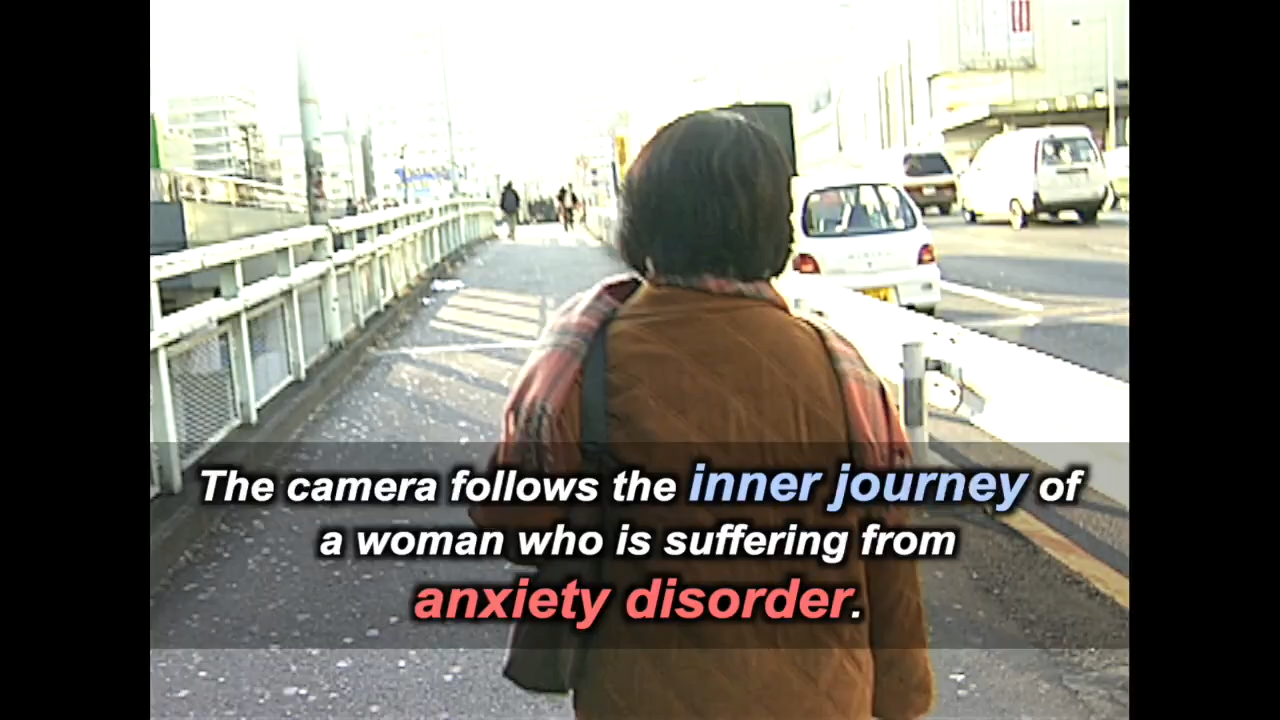 The camera follows the inner journey of
a woman who is suffering from
anxiety disorder.